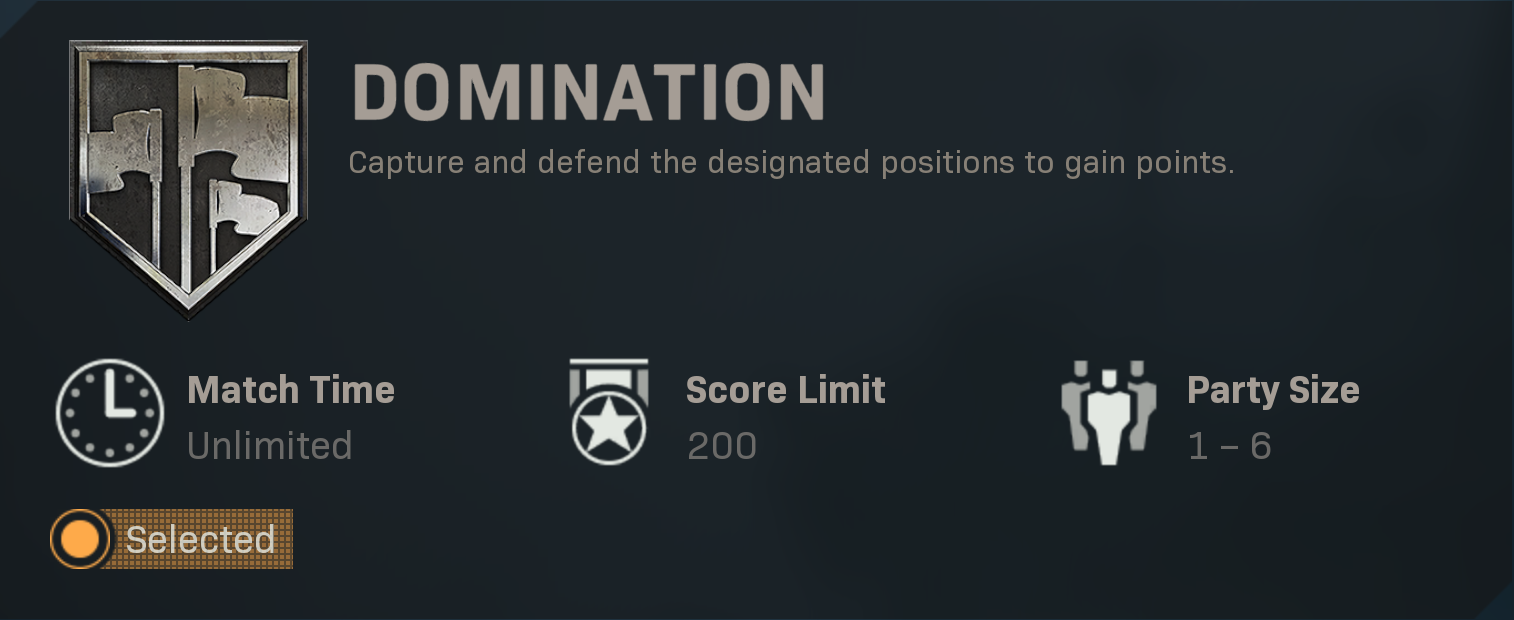 DOMINATION
Capture and defend the designated positions to gain points.
Match Time
Unlimited
Score Limit
200
Party Size
1 – 6
Selected